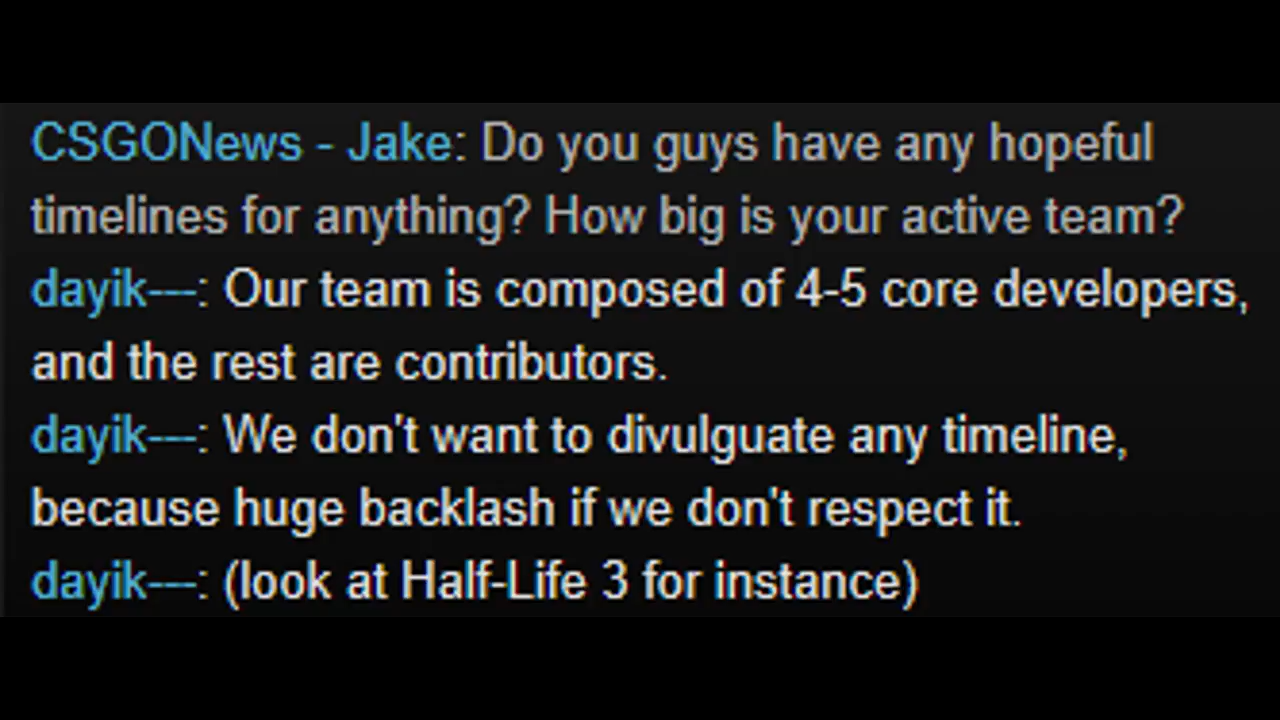 CSGONews - Jake: Do you guys have any hopeful
timelines for anything? How big is your active team?
dayik---: Our team is composed of 4-5 core developers,
and the rest are contributors.
dayik---: We don't want to divulguate any timeline,
because huge backlash if we don't respect it.
dayik---: (look at Half-Life 3 for instance)